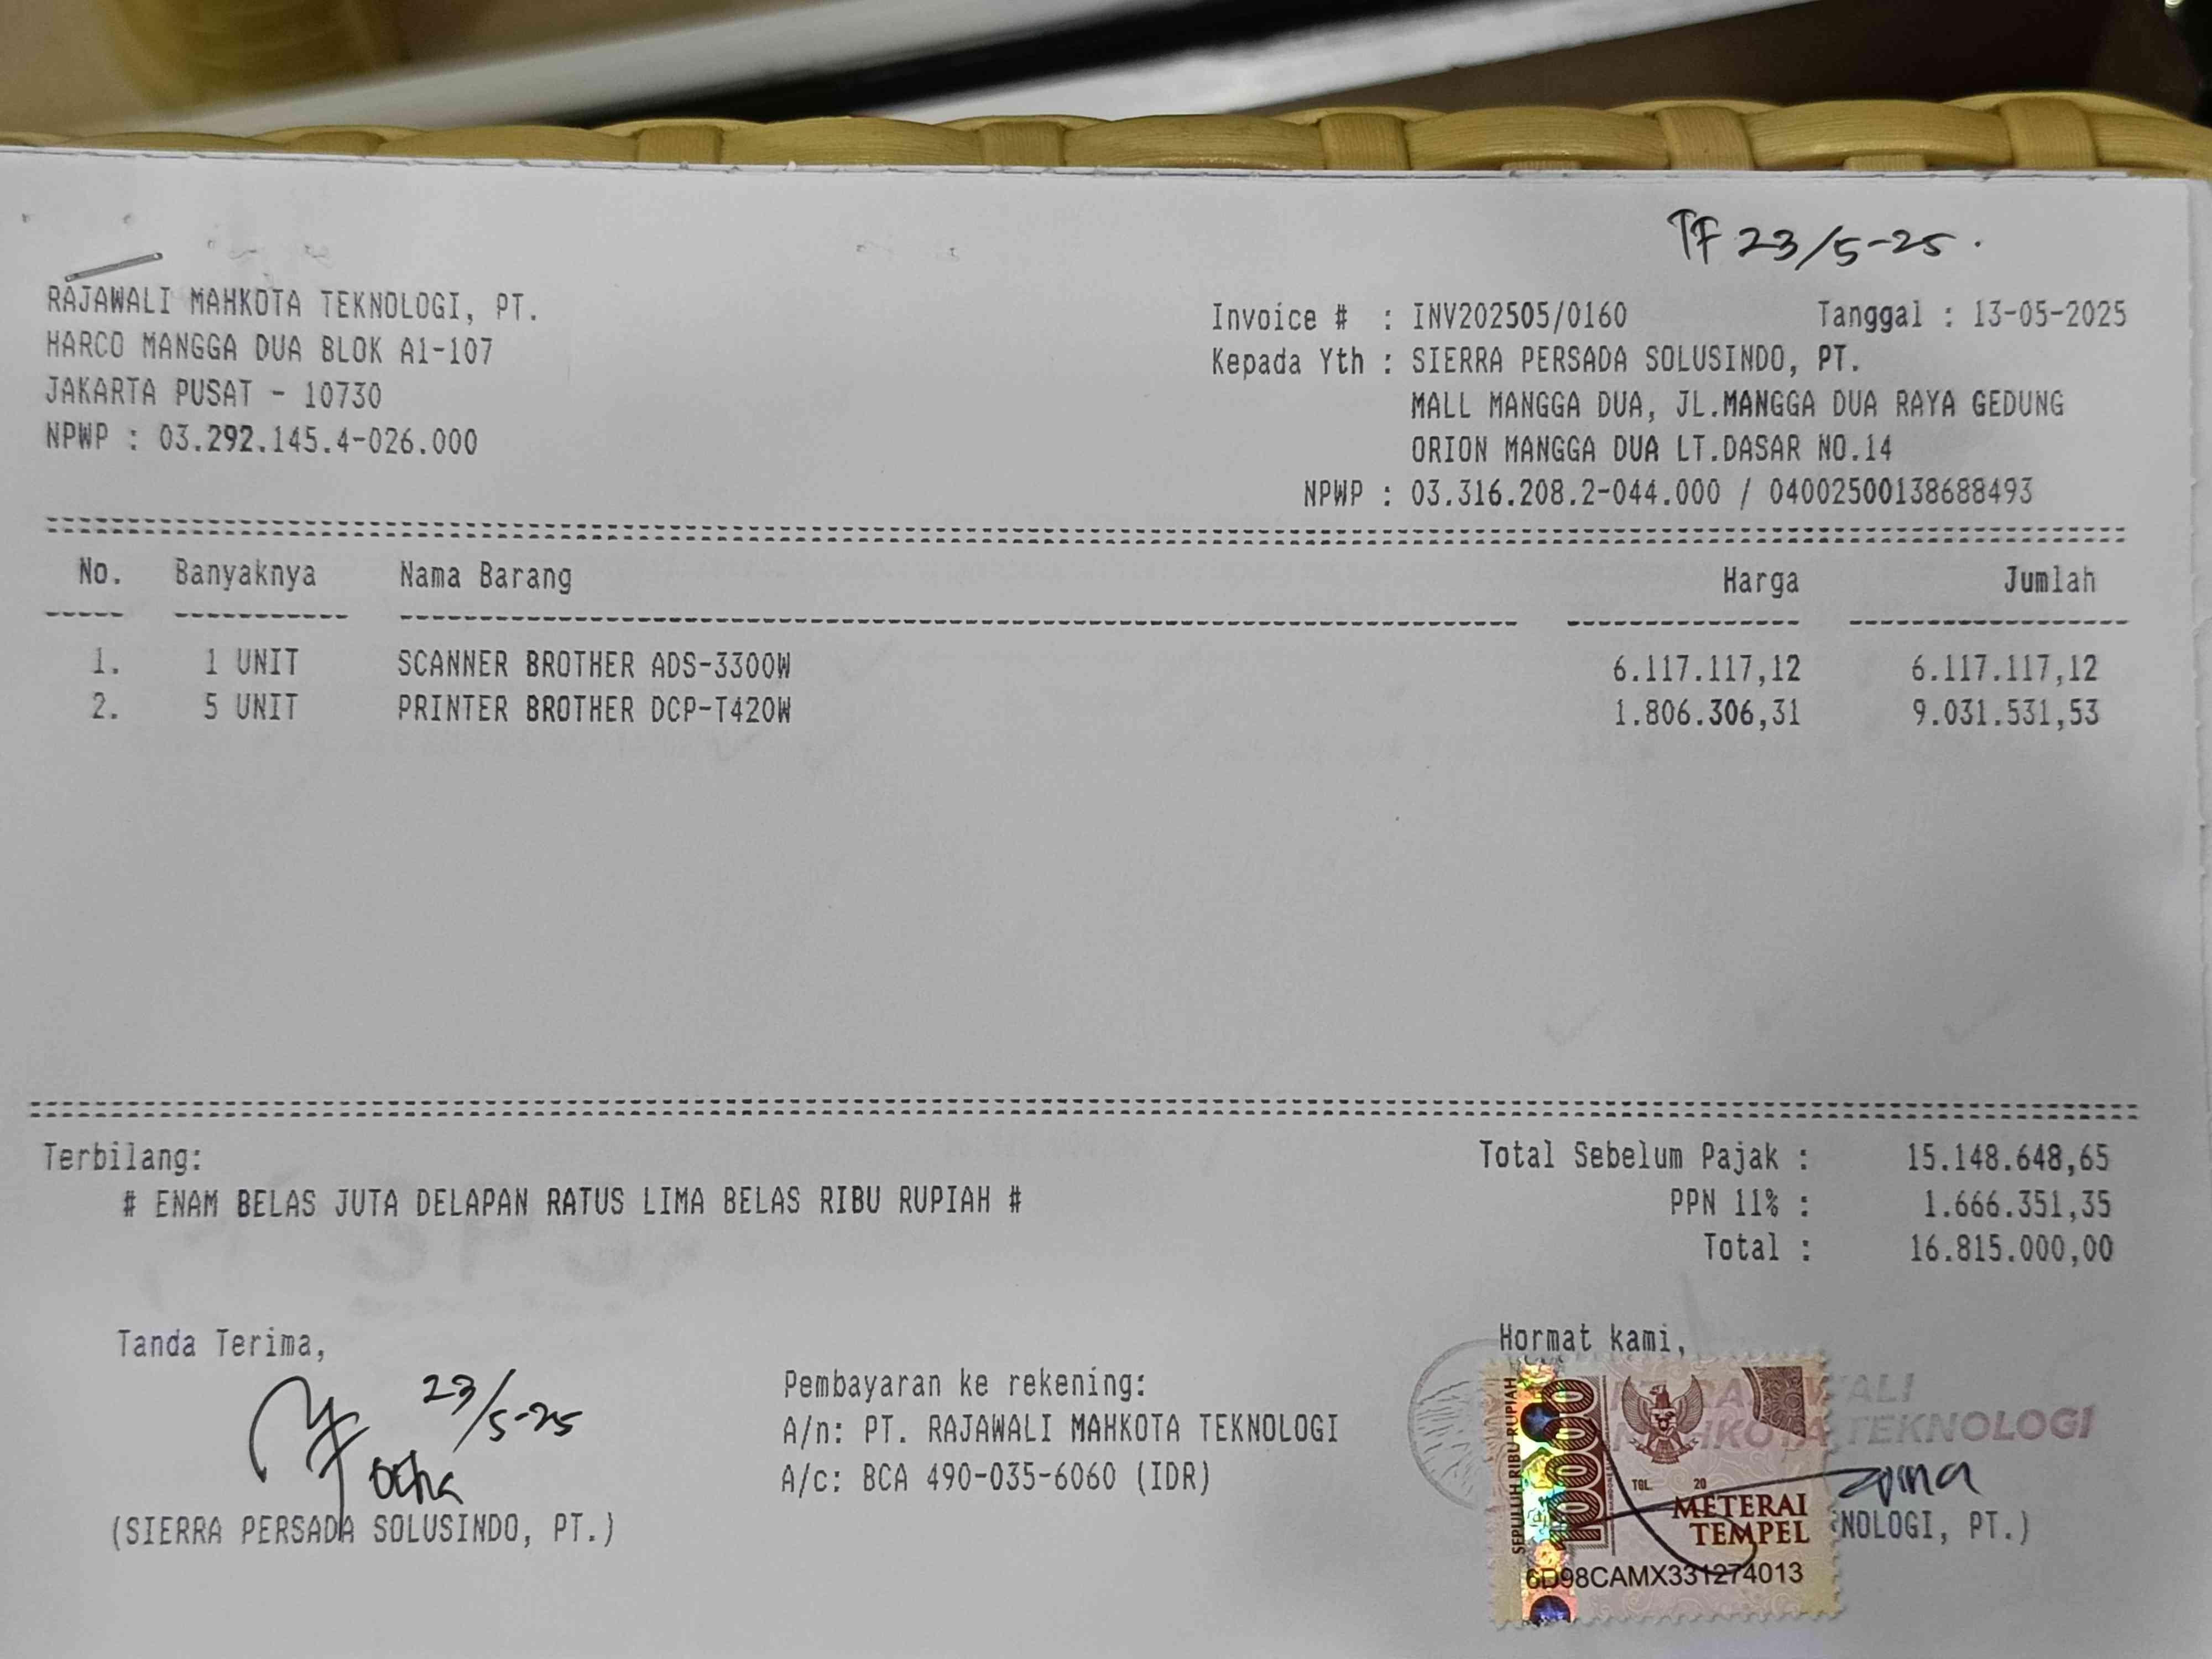 TF 23/5-25.
RAJAWALI MAHKOTA TEKNOLOGI, PT.
HARCO MANGGA DUA BLOK A1-107
JAKARTA PUSAT - 10730
NPWP : 03.292.145.4-026.000
Invoice # : INV202505/0160 Tanggal : 13-05-2025
Kepada Yth : SIERRA PERSADA SOLUSINDO, PT.
MALL MANGGA DUA, JL.MANGGA DUA RAYA GEDUNG
ORION MANGGA DUA LT.DASAR NO.14
NPWP : 03.316.208.2-044.000 / 04002500138688493
No. Banyaknya Nama Barang Harga Jumlah
1. 1 UNIT SCANNER BROTHER ADS-3300W 6.117.117,12 6.117.117,12
2. 5 UNIT PRINTER BROTHER DCP-T420W 1.806.306,31 9.031.531,53
Terbilang:
# ENAM BELAS JUTA DELAPAN RATUS LIMA BELAS RIBU RUPIAH #
Total Sebelum Pajak : 15.148.648,65
PPN 11% : 1.666.351,35
Total : 16.815.000,00
Tanda Terima,
23/5-25
(SIERRA PERSADA SOLUSINDO, PT.)
Pembayaran ke rekening:
A/n: PT. RAJAWALI MAHKOTA TEKNOLOGI
A/c: BCA 490-035-6060 (IDR)
Hormat kami,
WALI
TEKNOLOGI
SEPULUH RIBU RUPIAH
10000
TGL. 20
METERAI
TEMPEL
6D98CAMX331274013
NOLOGI, PT.)